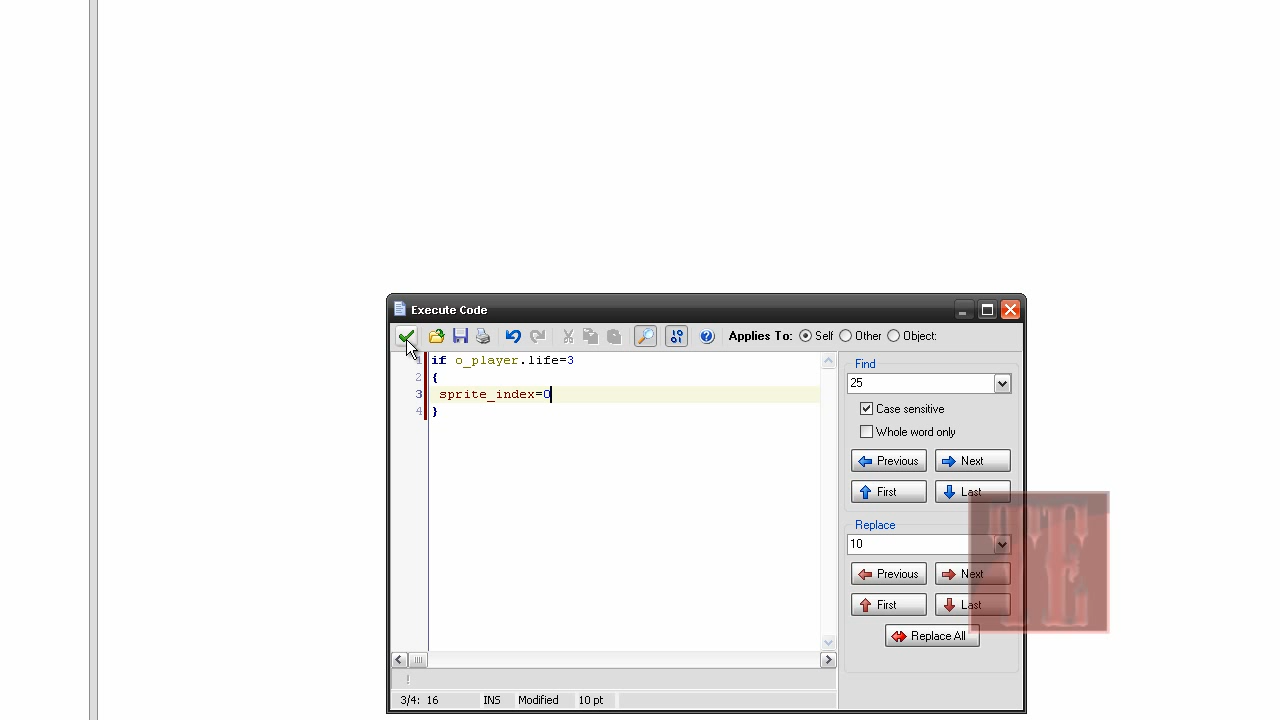 Execute Code
Applies To: Self Other Object:
1 if o_player.life=3
2 {
3 sprite_index=0
4 }
Find
25
Case sensitive
Whole word only
Previous Next
First Last
Replace
10
Previous Next
First Last
Replace All
TE
3/4: 16 INS Modified 10 pt